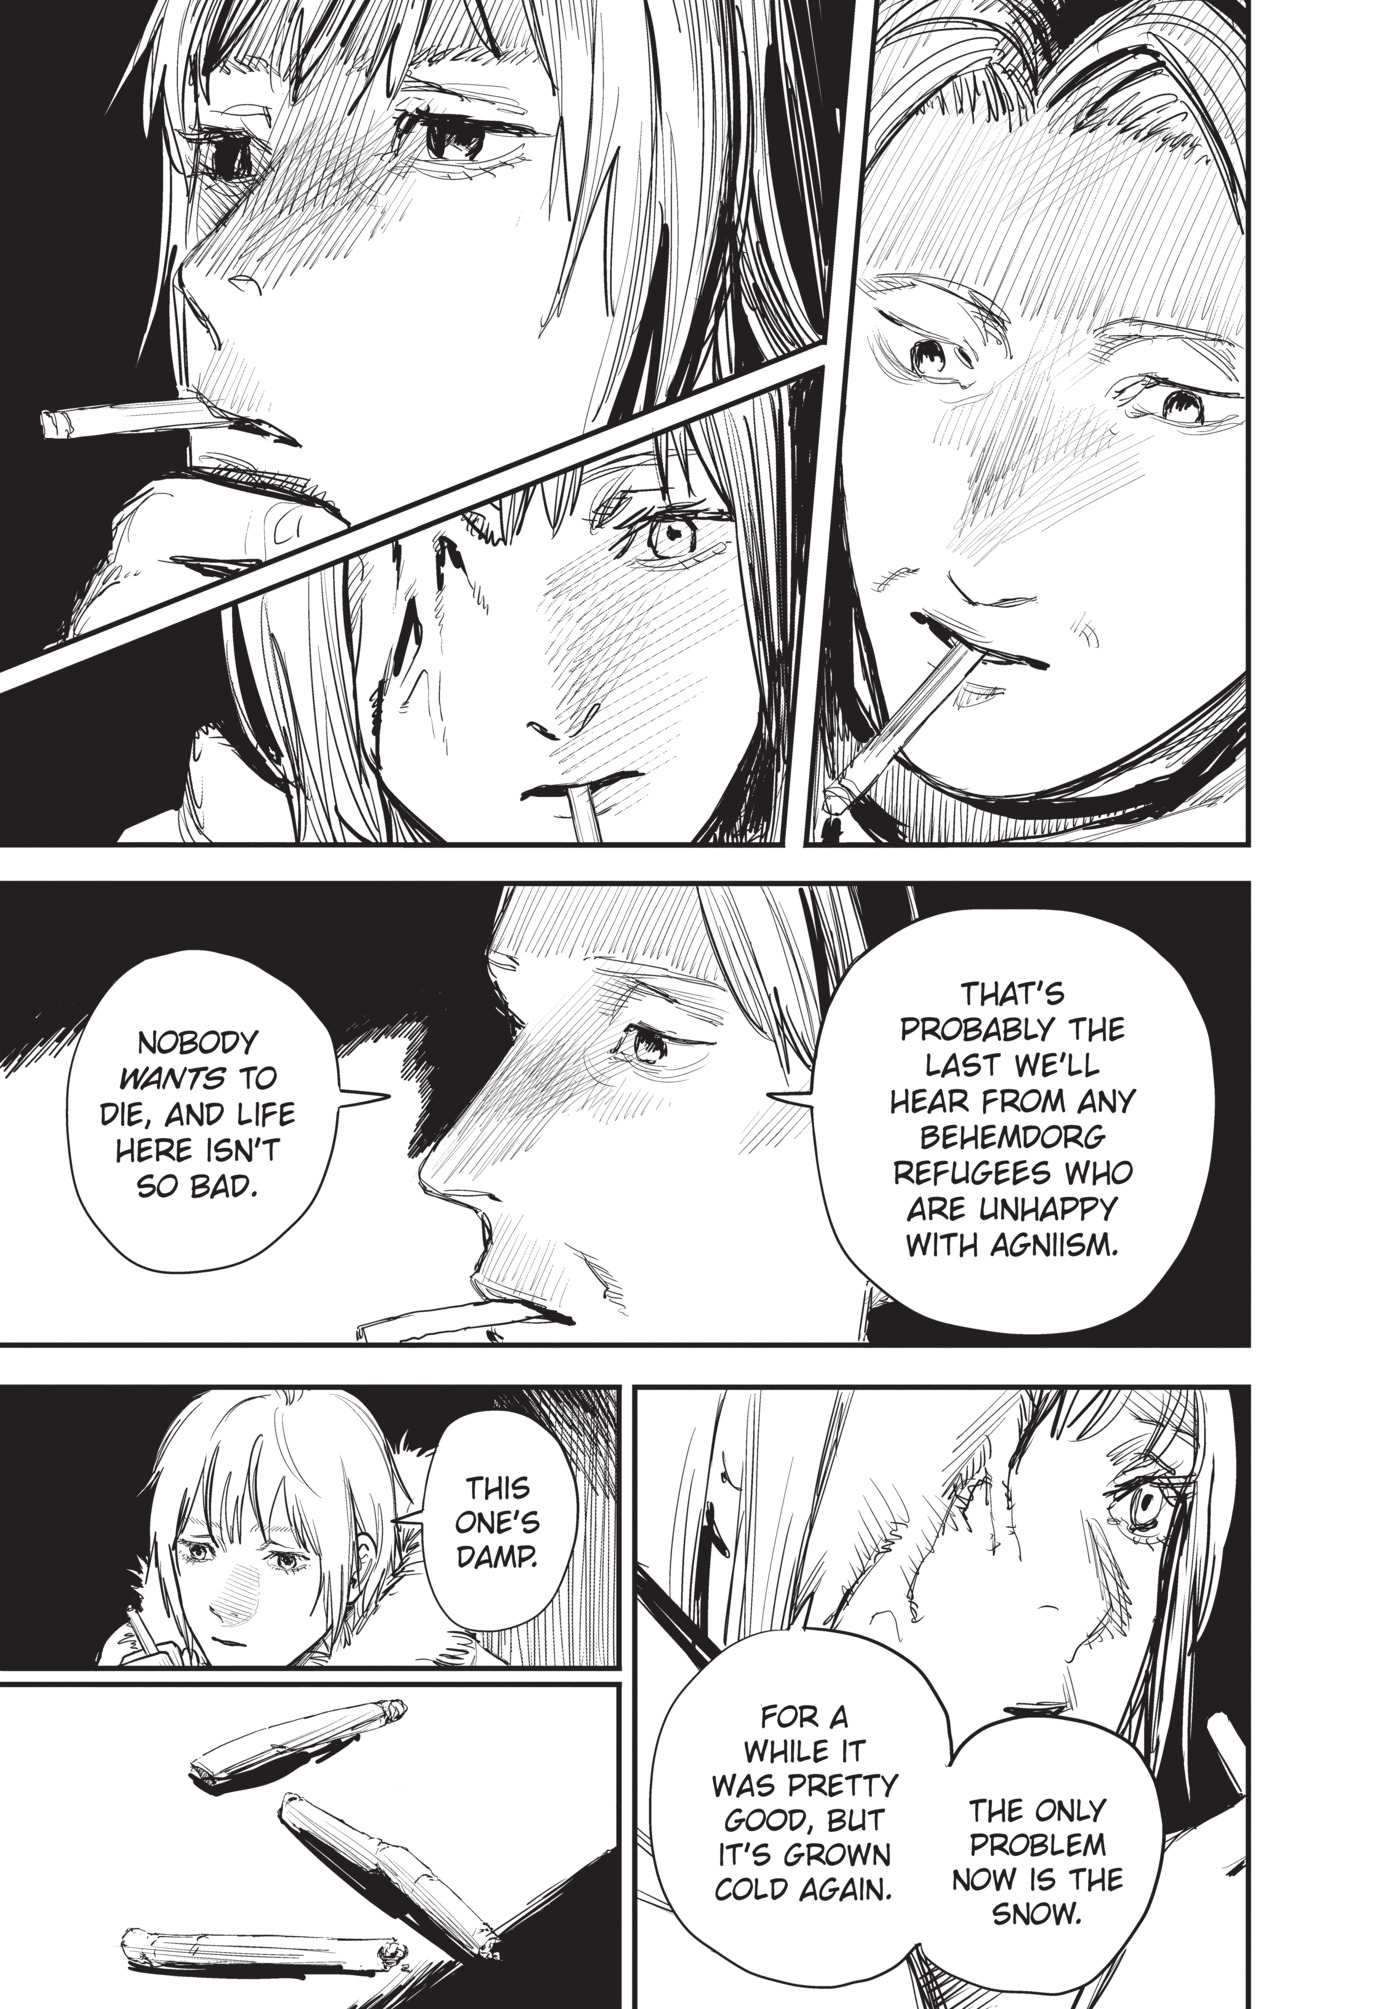 THAT'S
PROBABLY THE
LAST WE'LL
HEAR FROM ANY
BEHEMDORG
REFUGEES WHO
ARE UNHAPPY
WITH AGNIISM.
NOBODY
WANTS TO
DIE, AND LIFE
HERE ISN'T
SO BAD.
THE ONLY
PROBLEM
NOW IS THE
SNOW.
FOR A
WHILE IT
WAS PRETTY
GOOD, BUT
IT'S GROWN
COLD AGAIN.
THIS
ONE'S
DAMP.